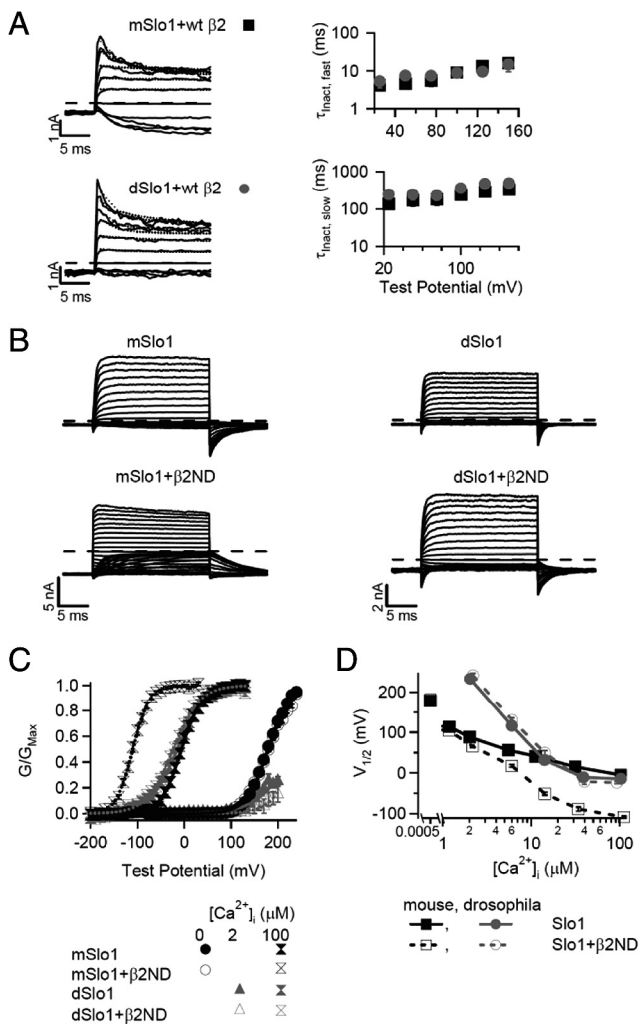 A
mSlo1+wt β2
1 nA
5 ms
dSlo1+wt β2
1 nA
5 ms
τInact, fast (ms)
100
10
1
40 80 120 160
τInact, slow (ms)
1000
100
10
20 100
Test Potential (mV)
B
mSlo1
dSlo1
mSlo1+β2ND
dSlo1+β2ND
5 nA
5 ms
2 nA
5 ms
C
G/GMax
1.0
0.8
0.6
0.4
0.2
0.0
-200 -100 0 100 200
Test Potential (mV)
[Ca2+]i (μM)
0 2 100
mSlo1
mSlo1+β2ND
dSlo1
dSlo1+β2ND
D
V1/2 (mV)
200
100
0
-100
0.0005 1 2 4 6 10 2 4 6 100
[Ca2+]i (μM)
mouse, drosophila
, Slo1
, Slo1+β2ND